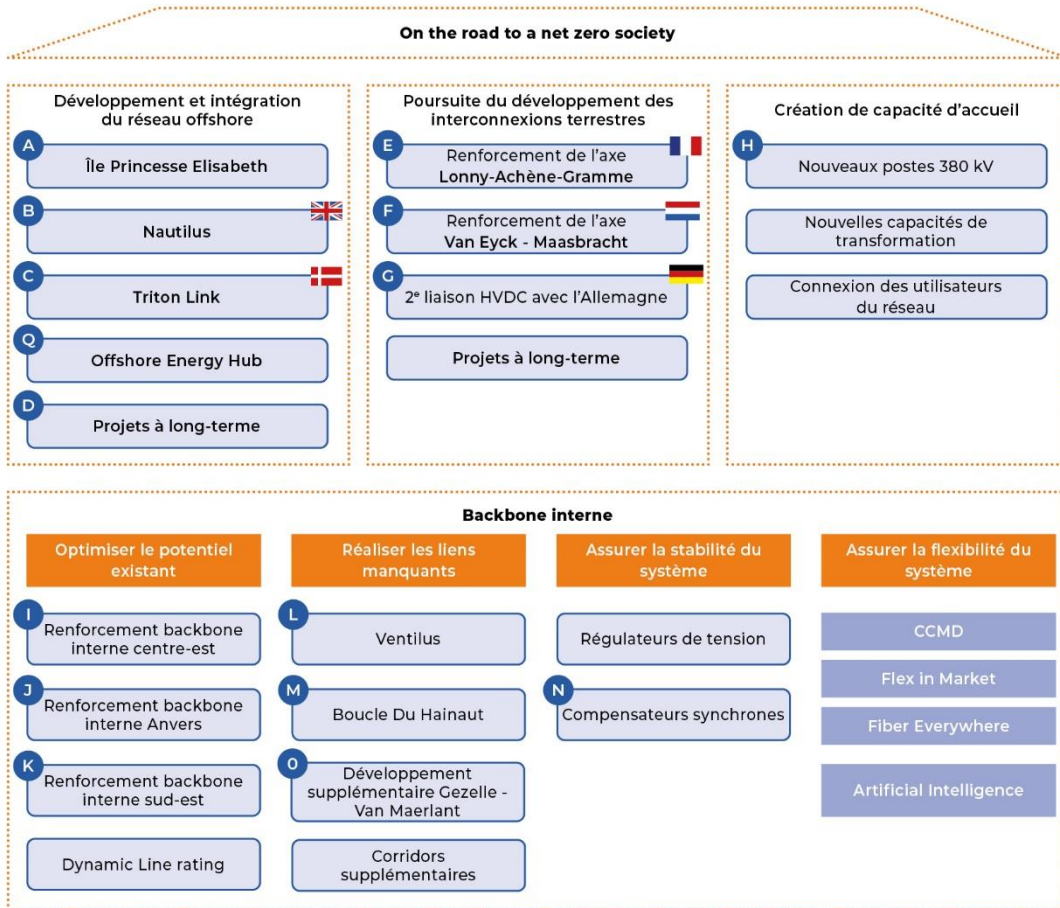 On the road to a net zero society
Développement et intégration
du réseau offshore
A
Île Princesse Elisabeth
B
Nautilus
C
Triton Link
Q
Offshore Energy Hub
D
Projets à long-terme
Poursuite du développement des
interconnexions terrestres
E
Renforcement de l'axe
Lonny-Achène-Gramme
F
Renforcement de l'axe
Van Eyck - Maasbracht
G
2e liaison HVDC avec l'Allemagne
Projets à long-terme
Création de capacité d'accueil
H
Nouveaux postes 380 kV
Nouvelles capacités de
transformation
Connexion des utilisateurs
du réseau
Backbone interne
Optimiser le potentiel
existant
I
Renforcement backbone
interne centre-est
J
Renforcement backbone
interne Anvers
K
Renforcement backbone
interne sud-est
Dynamic Line rating
Réaliser les liens
manquants
L
Ventilus
M
Boucle Du Hainaut
0
Développement
supplémentaire Gezelle -
Van Maerlant
Corridors
supplémentaires
Assurer la stabilité du
système
Régulateurs de tension
N
Compensateurs synchrones
Assurer la flexibilité du
système
CCMD
Flex in Market
Fiber Everywhere
Artificial Intelligence